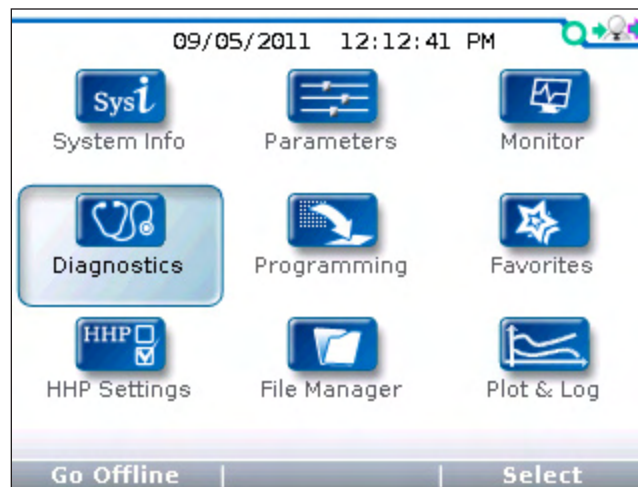 09/05/2011 12:12:41 PM
Sysi
System Info
Parameters
Monitor
Diagnostics
Programming
Favorites
HHP
HHP Settings
File Manager
Plot & Log
Go Offline
Select